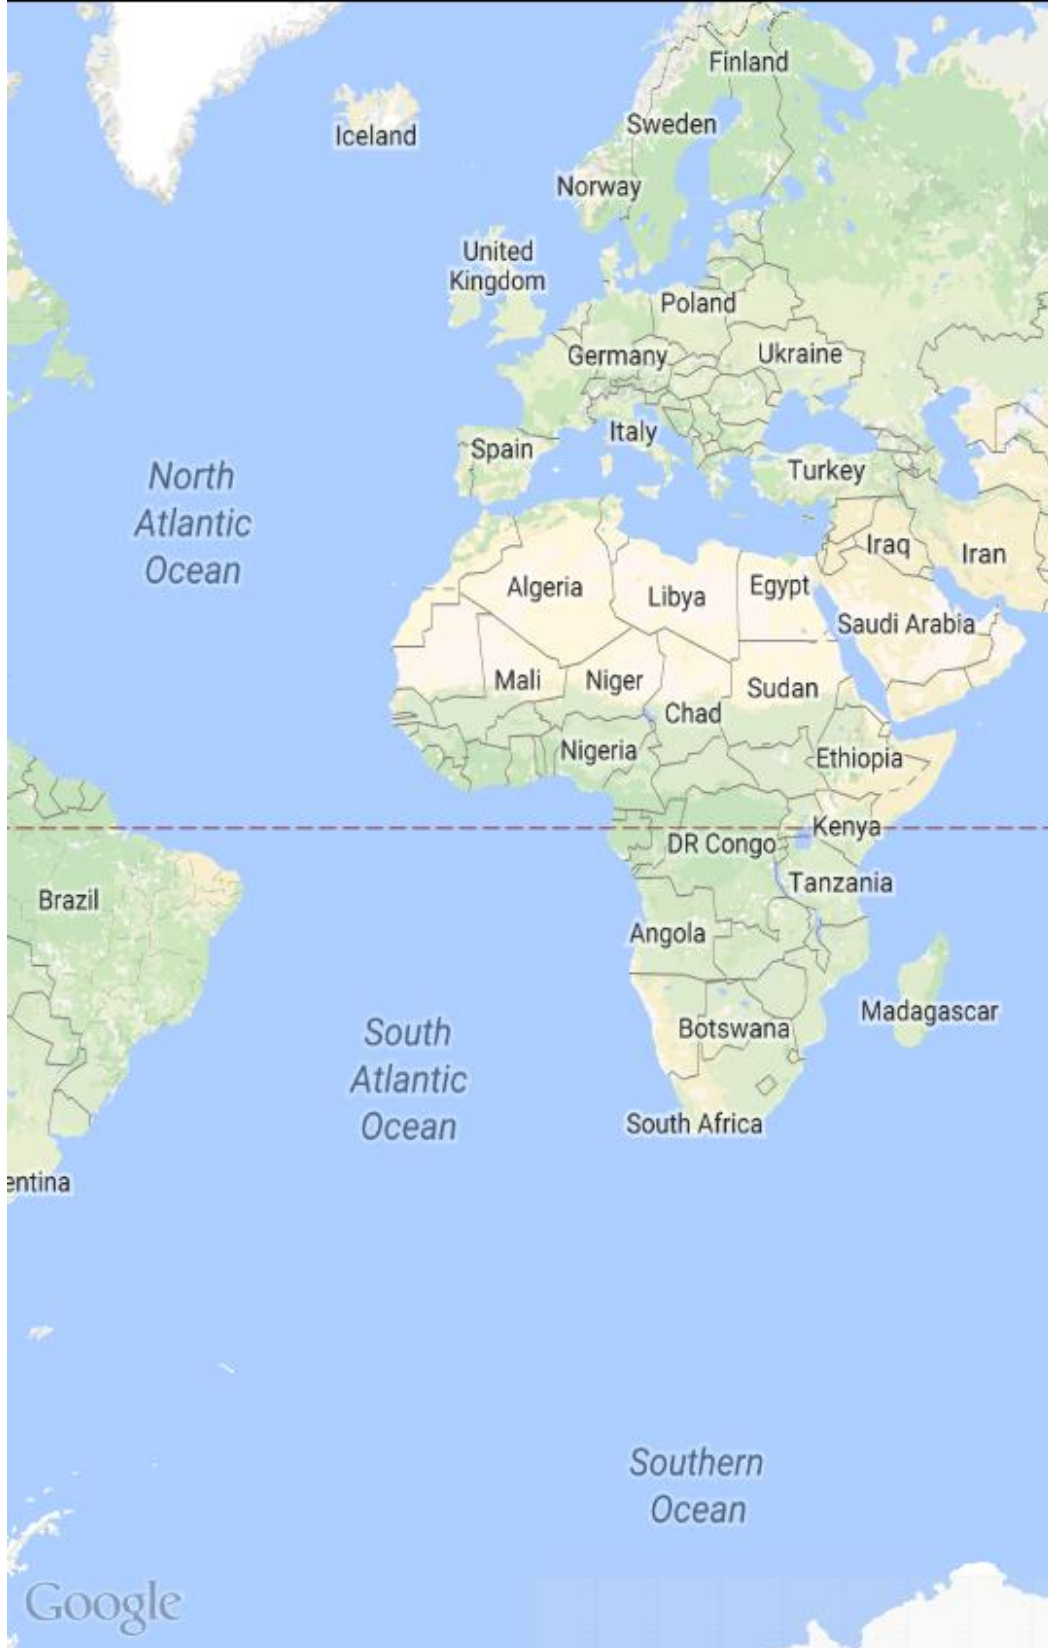 Finland
Sweden
Iceland
Norway
United
Kingdom
Poland
Germany
Ukraine
Italy
Spain
Turkey
North
Atlantic
Ocean
Iraq
Iran
Algeria
Libya
Egypt
Saudi Arabia
Mali
Niger
Sudan
Chad
Nigeria
Ethiopia
Kenya
DR Congo
Tanzania
Brazil
Angola
Madagascar
Botswana
South
Atlantic
Ocean
South Africa
entina
Southern
Ocean
Google